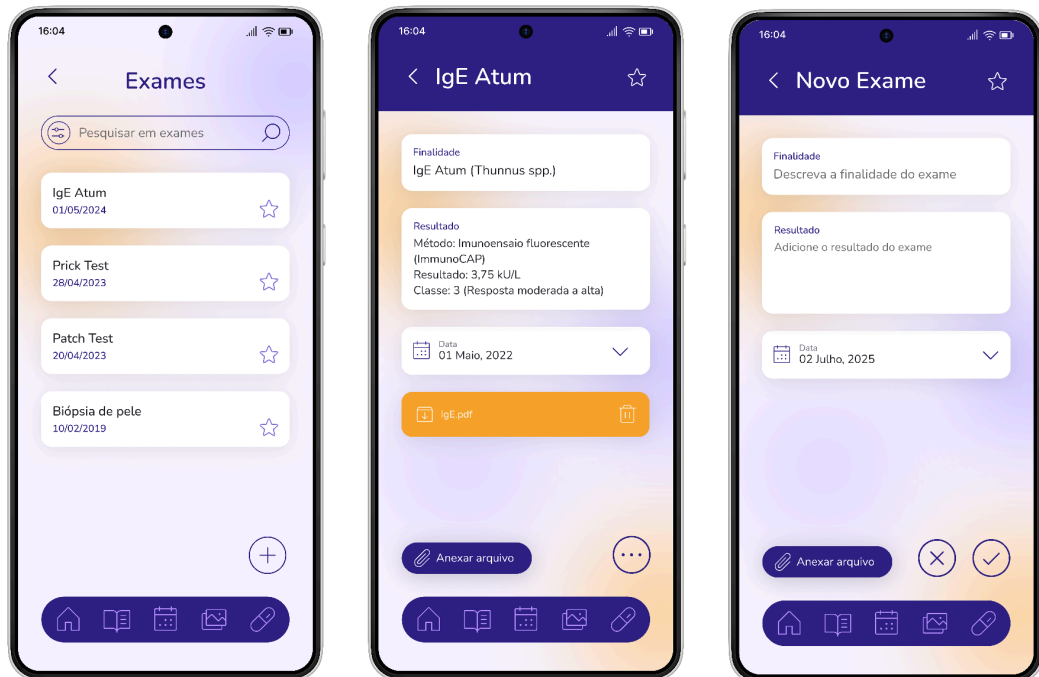 16:04
Exames
Pesquisar em exames
IgE Atum
01/05/2024
Prick Test
28/04/2023
Patch Test
20/04/2023
Biópsia de pele
10/02/2019
16:04
IgE Atum
Finalidade
IgE Atum (Thunnus spp.)
Resultado
Método: Imunoensaio fluorescente
(ImmunoCAP)
Resultado: 3,75 kU/L
Classe: 3 (Resposta moderada a alta)
Data
01 Maio, 2022
IgE.pdf
Anexar arquivo
16:04
Novo Exame
Finalidade
Descreva a finalidade do exame
Resultado
Adicione o resultado do exame
Data
02 Julho, 2025
Anexar arquivo